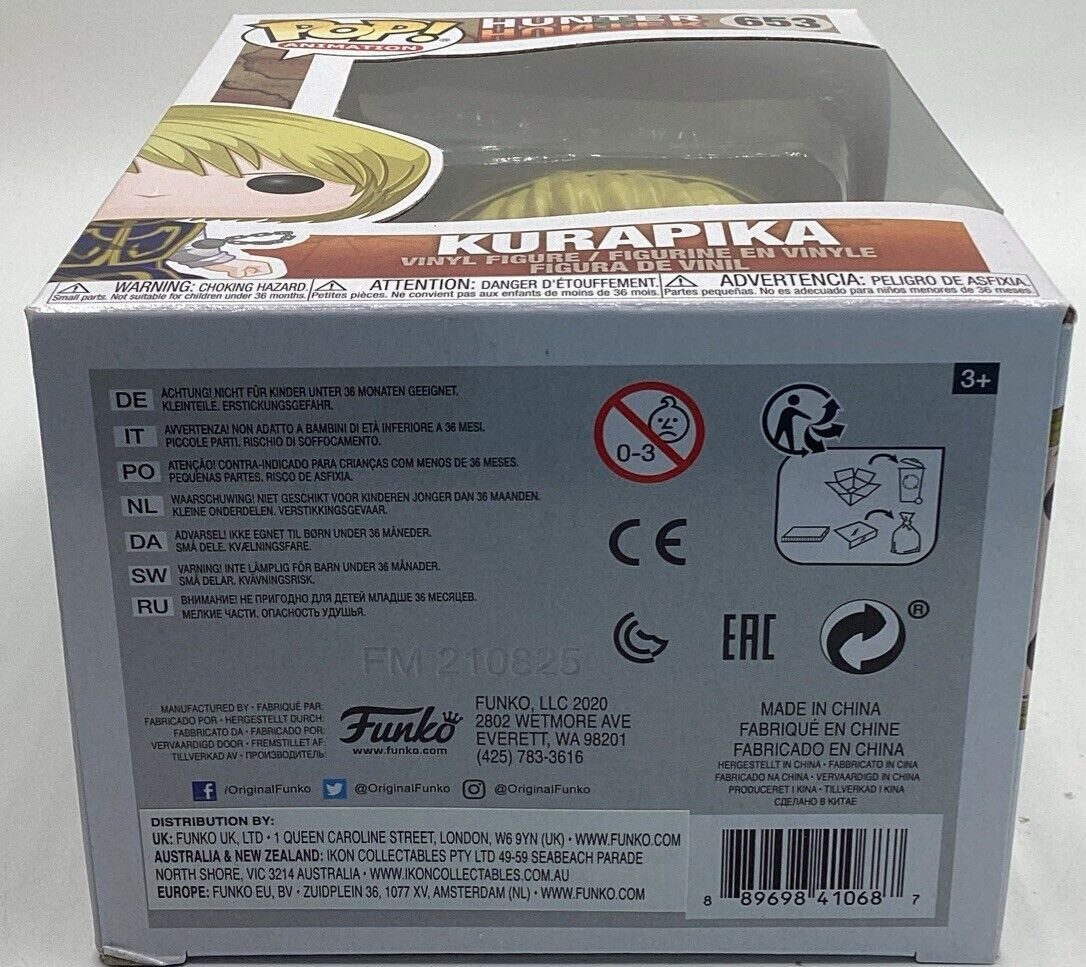 POP!®
ANIMATION
HUNTER
HUNTER
653
KURAPIKA
VINYL FIGURE / FIGURINE EN VINYLE
FIGURA DE VINIL
WARNING: CHOKING HAZARD.
Small parts. Not suitable for children under 36 months.
ATTENTION: DANGER D'ÉTOUFFEMENT.
Petites pièces. Ne convient pas aux enfants de moins de 36 mois.
ADVERTENCIA: PELIGRO DE ASFIXIA.
Partes pequeñas. No es adecuado para niños menores de 36 meses.
3+
DE ACHTUNG! NICHT FÜR KINDER UNTER 36 MONATEN GEEIGNET.
KLEINTEILE. ERSTICKUNGSGEFAHR.
IT AVVERTENZA! NON ADATTO A BAMBINI DI ETÀ INFERIORE A 36 MESI.
PICCOLE PARTI. RISCHIO DI SOFFOCAMENTO.
PO ATENÇÃO! CONTRA-INDICADO PARA CRIANÇAS COM MENOS DE 36 MESES.
PEQUENAS PARTES. RISCO DE ASFIXIA.
NL WAARSCHUWING! NIET GESCHIKT VOOR KINDEREN JONGER DAN 36 MAANDEN.
KLEINE ONDERDELEN. VERSTIKKINGSGEVAAR.
DA ADVARSEL! IKKE EGNET TIL BØRN UNDER 36 MÅNEDER.
SMÅ DELE. KVÆLNINGSFARE.
SW VARNING! INTE LÄMPLIG FÖR BARN UNDER 36 MÅNADER.
SMÅ DELAR. KVÄVNINGSRISK.
RU ВНИМАНИЕ! НЕ ПРИГОДНО ДЛЯ ДЕТЕЙ МЛАДШЕ 36 МЕСЯЦЕВ.
МЕЛКИЕ ЧАСТИ. ОПАСНОСТЬ УДУШЬЯ.
0-3
CE
EAC
®
FM 210825
MANUFACTURED BY • FABRIQUÉ PAR:
FABRICADO POR • HERGESTELLT DURCH:
FABBRICATO DA • FABRICADO POR:
VERVAARDIGD DOOR • FREMSTILLET AF:
TILLVERKAD AV • ПРОИЗВОДИТЕЛЬ:
Funko
www.funko.com
FUNKO, LLC 2020
2802 WETMORE AVE
EVERETT, WA 98201
(425) 783-3616
/OriginalFunko @OriginalFunko @OriginalFunko
MADE IN CHINA
FABRIQUÉ EN CHINE
FABRICADO EN CHINA
HERGESTELLT IN CHINA • FABBRICATO IN CINA
FABRICADO NA CHINA • VERVAARDIGD IN CHINA
PRODUCERET I KINA • TILLVERKAD I KINA
СДЕЛАНО В КИТАЕ
DISTRIBUTION BY:
UK: FUNKO UK, LTD • 1 QUEEN CAROLINE STREET, LONDON, W6 9YN (UK) • WWW.FUNKO.COM
AUSTRALIA & NEW ZEALAND: IKON COLLECTABLES PTY LTD 49-59 SEABEACH PARADE
NORTH SHORE, VIC 3214 AUSTRALIA • WWW.IKONCOLLECTABLES.COM.AU
EUROPE: FUNKO EU, BV • ZUIDPLEIN 36, 1077 XV, AMSTERDAM (NL) • WWW.FUNKO.COM
8 89698 41068 7